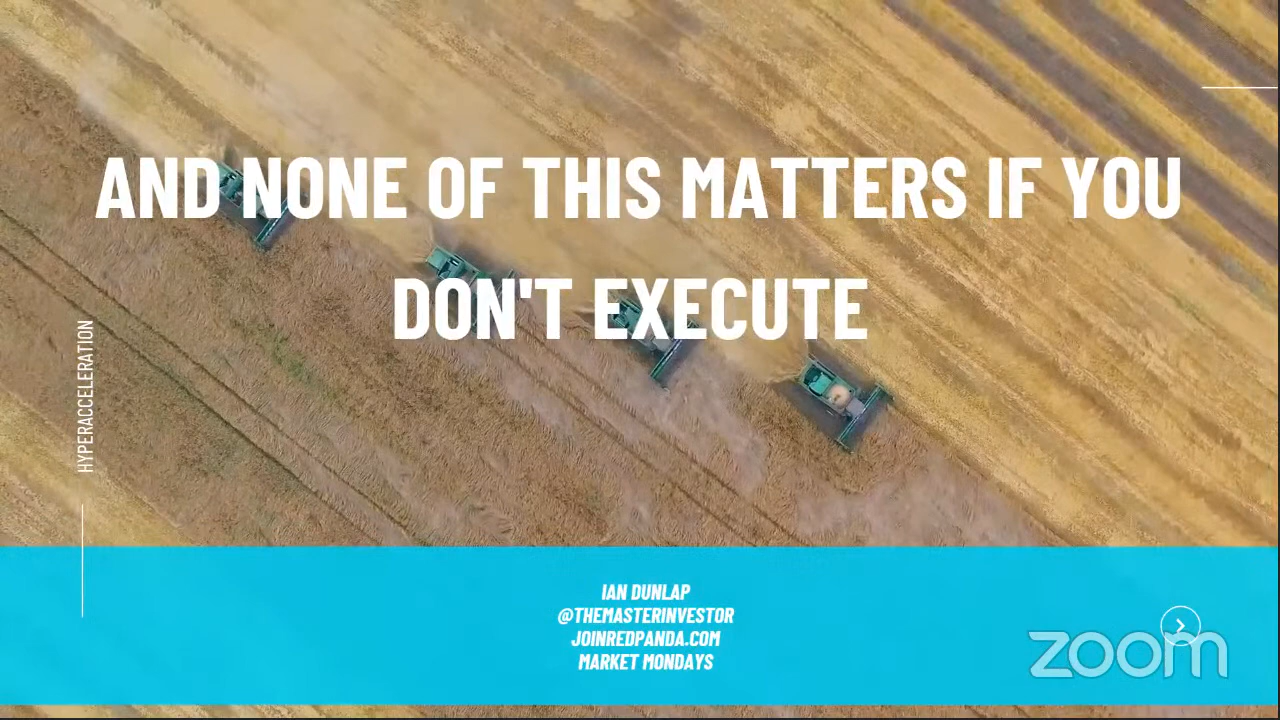 AND NONE OF THIS MATTERS IF YOU
DON'T EXECUTE
HYPERACCELERATION
IAN DUNLAP
@THEMASTERINVESTOR
JOINREDPANDA.COM
MARKET MONDAYS
zoom